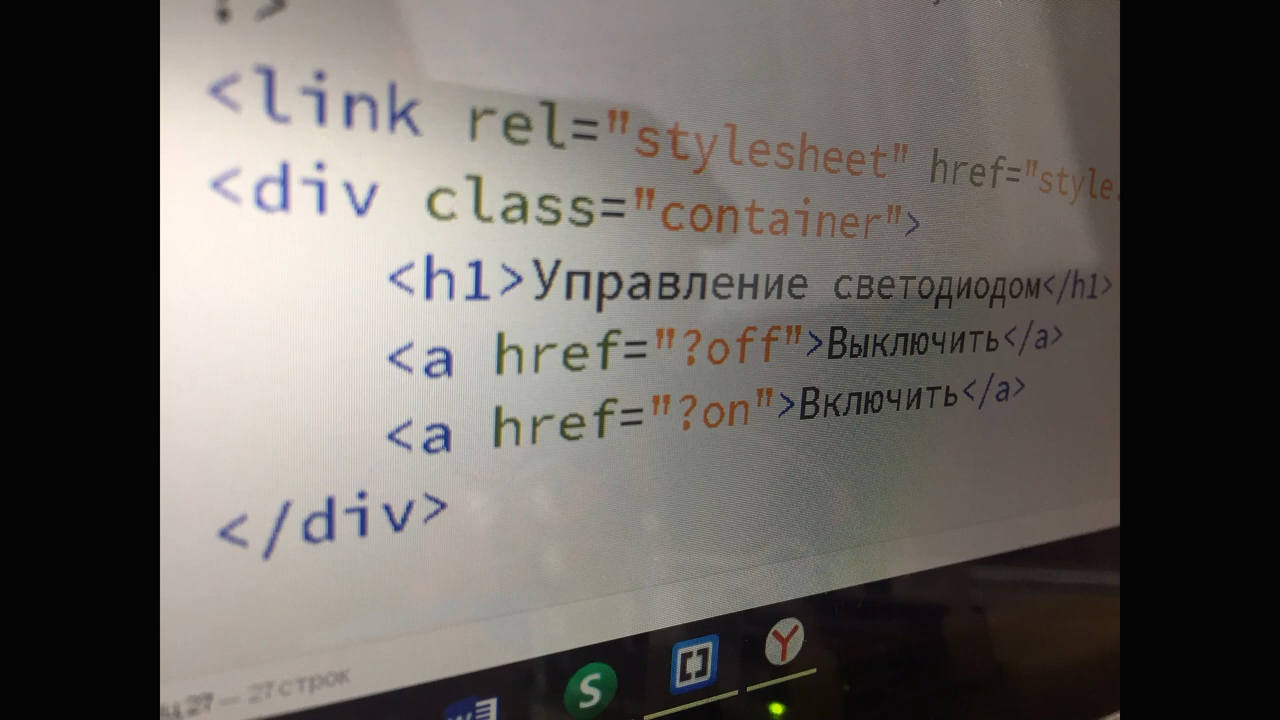 ?>
<link rel="stylesheet" href="style.
<div class="container">
<h1>Управление светодиодом</h1>
<a href="?off">Выключить</a>
<a href="?on">Включить</a>
</div>
27 — 27 строк
W S Y